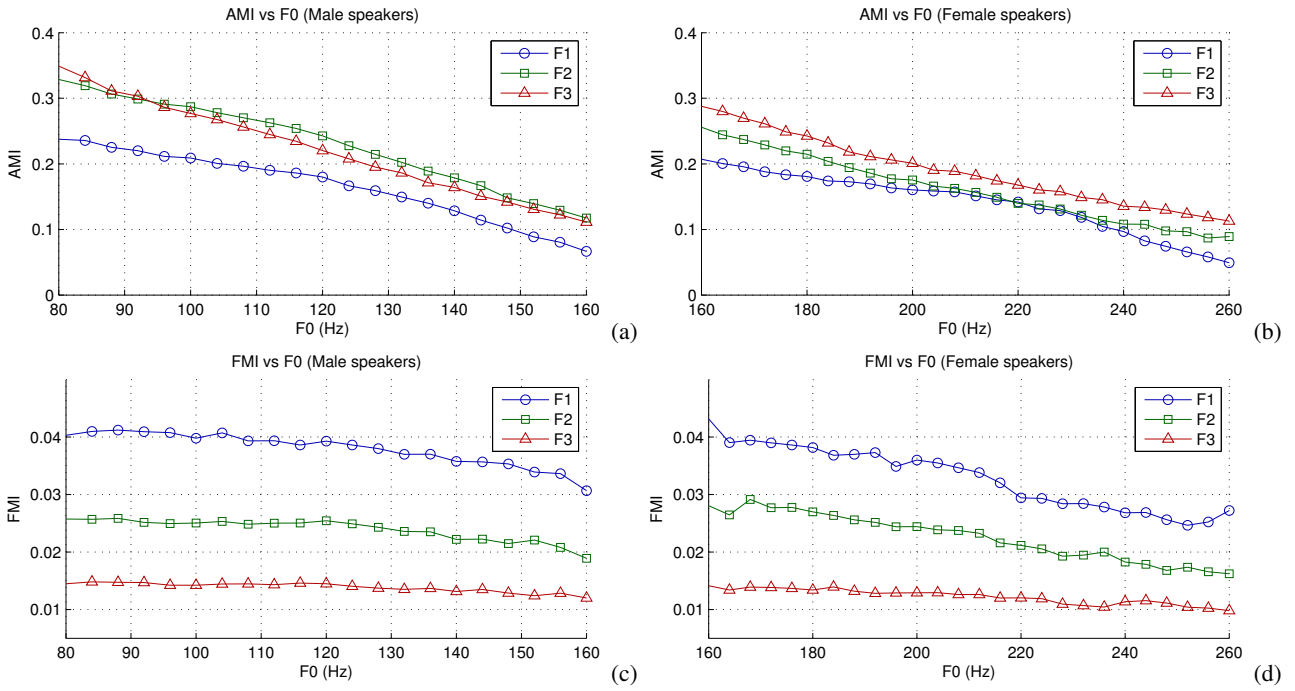 AMI vs F0 (Male speakers)
0.4
0.3
0.2
0.1
0
AMI
F1
F2
F3
80 90 100 110 120 130 140 150 160
F0 (Hz)
(a)
AMI vs F0 (Female speakers)
0.4
0.3
0.2
0.1
0
AMI
F1
F2
F3
160 180 200 220 240 260
F0 (Hz)
(b)
FMI vs F0 (Male speakers)
0.04
0.03
0.02
0.01
FMI
F1
F2
F3
80 90 100 110 120 130 140 150 160
F0 (Hz)
(c)
FMI vs F0 (Female speakers)
0.04
0.03
0.02
0.01
FMI
F1
F2
F3
160 180 200 220 240 260
F0 (Hz)
(d)